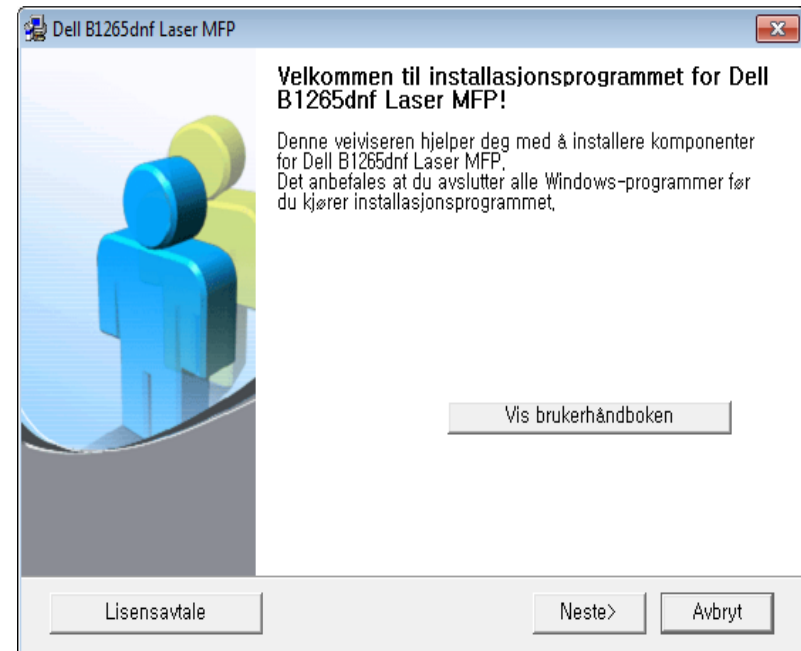 Dell B1265dnf Laser MFP
Velkommen til installasjonsprogrammet for Dell
B1265dnf Laser MFP!
Denne veiviseren hjelper deg med å installere komponenter
for Dell B1265dnf Laser MFP,
Det anbefales at du avslutter alle Windows-programmer før
du kjører installasjonsprogrammet,
Vis brukerhåndboken
Lisensavtale
Neste>
Avbryt